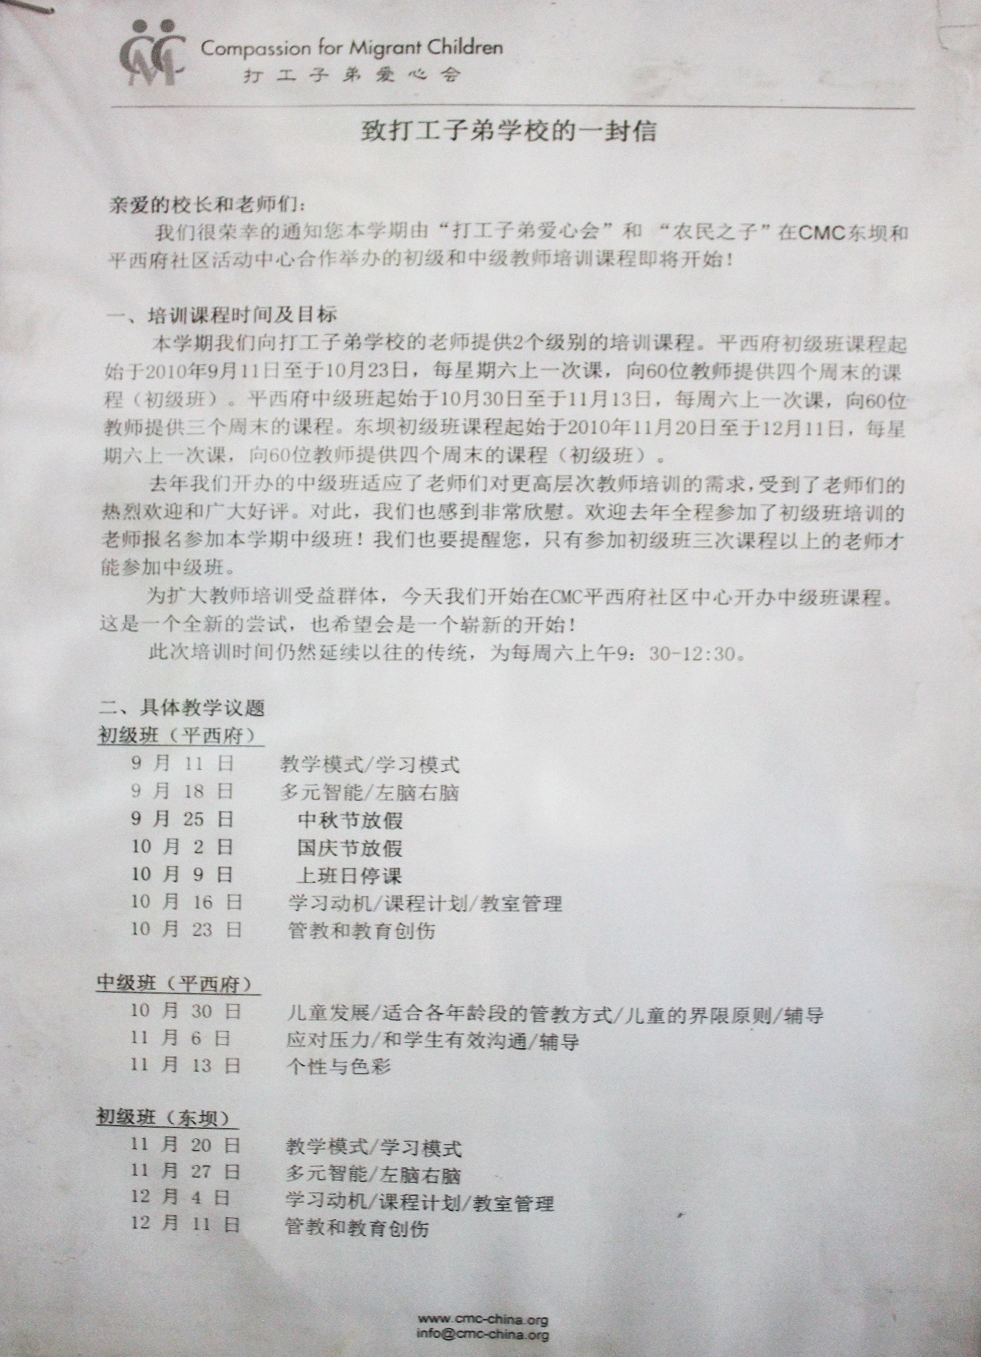 Compassion for Migrant Children
打工子弟爱心会
致打工子弟学校的一封信
亲爱的校长和老师们：
我们很荣幸的通知您本学期由“打工子弟爱心会”和 “农民之子”在CMC东坝和
平西府社区活动中心合作举办的初级和中级教师培训课程即将开始！
一、培训课程时间及目标
本学期我们向打工子弟学校的老师提供2个级别的培训课程。平西府初级班课程起
始于2010年9月11日至于10月23日，每星期六上一次课，向60位教师提供四个周末的课
程（初级班）。平西府中级班起始于10月30日至于11月13日，每周六上一次课，向60位
教师提供三个周末的课程。东坝初级班课程起始于2010年11月20日至于12月11日，每星
期六上一次课，向60位教师提供四个周末的课程（初级班）。
去年我们开办的中级班适应了老师们对更高层次教师培训的需求，受到了老师们的
热烈欢迎和广大好评。对此，我们也感到非常欣慰。欢迎去年全程参加了初级班培训的
老师报名参加本学期中级班！我们也要提醒您，只有参加初级班三次课程以上的老师才
能参加中级班。
为扩大教师培训受益群体，今天我们开始在CMC平西府社区中心开办中级班课程。
这是一个全新的尝试，也希望会是一个崭新的开始！
此次培训时间仍然延续以往的传统，为每周六上午9：30-12:30。
二、具体教学议题
初级班（平西府）
9 月 11 日 教学模式/学习模式
9 月 18 日 多元智能/左脑右脑
9 月 25 日 中秋节放假
10 月 2 日 国庆节放假
10 月 9 日 上班日停课
10 月 16 日 学习动机/课程计划/教室管理
10 月 23 日 管教和教育创伤
中级班（平西府）
10 月 30 日 儿童发展/适合各年龄段的管教方式/儿童的界限原则/辅导
11 月 6 日 应对压力/和学生有效沟通/辅导
11 月 13 日 个性与色彩
初级班（东坝）
11 月 20 日 教学模式/学习模式
11 月 27 日 多元智能/左脑右脑
12 月 4 日 学习动机/课程计划/教室管理
12 月 11 日 管教和教育创伤
www.cmc-china.org
info@cmc-china.org